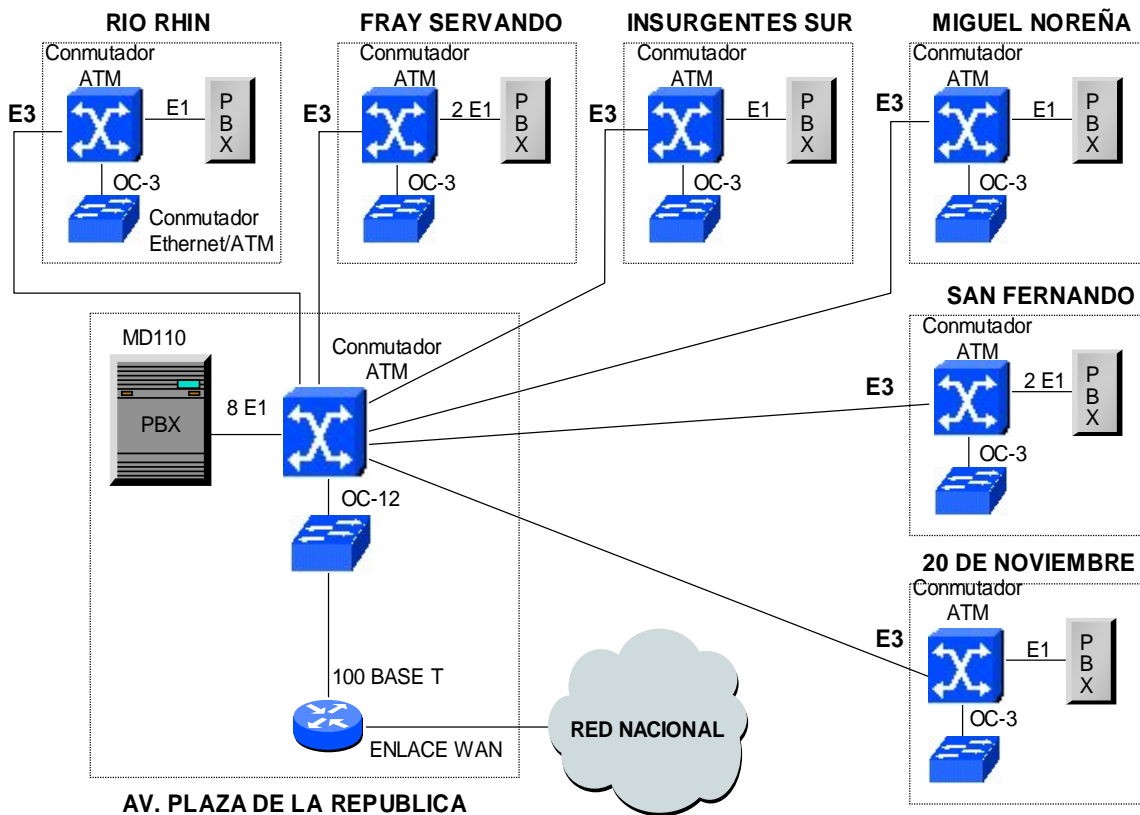 RIO RHIN
Conmutador
ATM
E3
E1
P
B
X
OC-3
Conmutador
Ethernet/ATM
FRAY SERVANDO
Conmutador
ATM
E3
2 E1
P
B
X
OC-3
INSURGENTES SUR
Conmutador
ATM
E3
E1
P
B
X
OC-3
MIGUEL NOREÑA
Conmutador
ATM
E3
E1
P
B
X
OC-3
SAN FERNANDO
Conmutador
ATM
E3
2 E1
P
B
X
OC-3
20 DE NOVIEMBRE
Conmutador
ATM
E3
E1
P
B
X
OC-3
MD110
PBX
8 E1
Conmutador
ATM
OC-12
100 BASE T
ENLACE WAN
RED NACIONAL
AV. PLAZA DE LA REPUBLICA